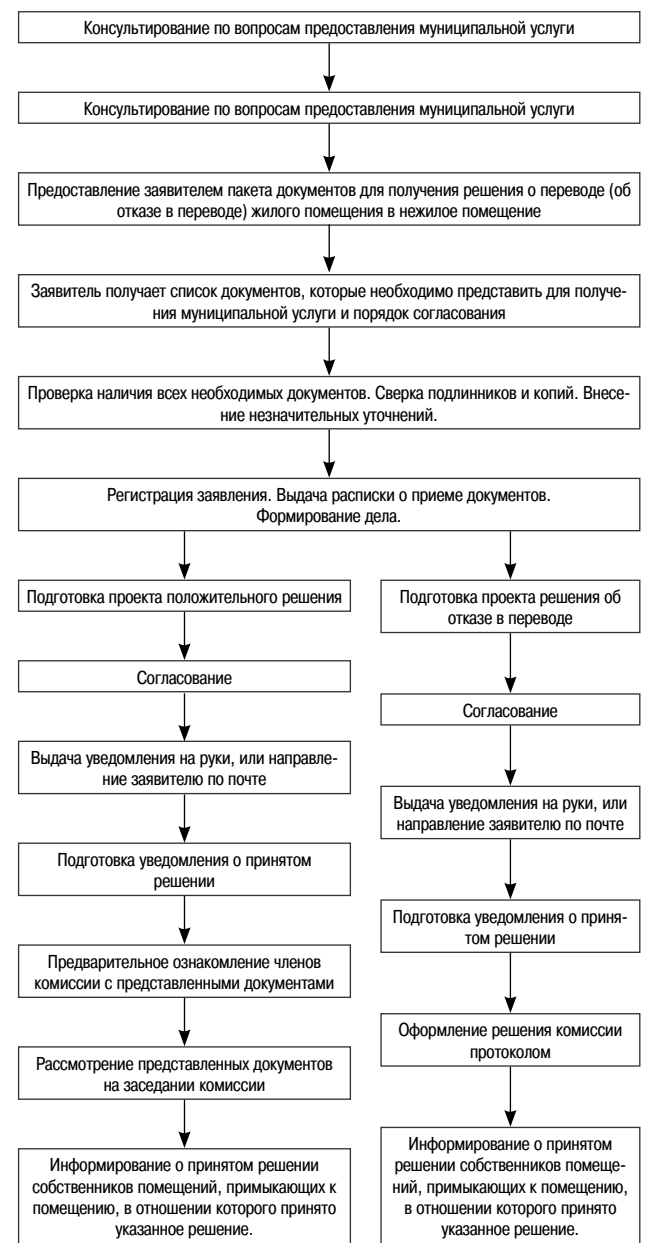 Консультирование по вопросам предоставления муниципальной услуги
Консультирование по вопросам предоставления муниципальной услуги
Предоставление заявителем пакета документов для получения решения о переводе (об
отказе в переводе) жилого помещения в нежилое помещение
Заявитель получает список документов, которые необходимо представить для получе-
ния муниципальной услуги и порядок согласования
Проверка наличия всех необходимых документов. Сверка подлинников и копий. Внесе-
ние незначительных уточнений.
Регистрация заявления. Выдача расписки о приеме документов.
Формирование дела.
Подготовка проекта положительного решения
Согласование
Выдача уведомления на руки, или направле-
ние заявителю по почте
Подготовка уведомления о принятом
решении
Предварительное ознакомление членов
комиссии с представленными документами
Рассмотрение представленных документов
на заседании комиссии
Информирование о принятом решении
собственников помещений, примыкающих к
помещению, в отношении которого принято
указанное решение.
Подготовка проекта решения об
отказе в переводе
Согласование
Выдача уведомления на руки, или
направление заявителю по почте
Подготовка уведомления о приня-
том решении
Оформление решения комиссии
протоколом
Информирование о принятом
решении собственников помеще-
ний, примыкающих к помещению,
в отношении которого принято
указанное решение.